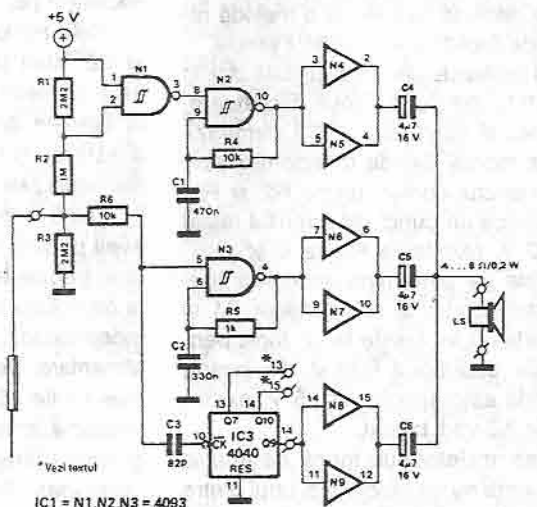 +5 V
R1
2M2
R2
1M
R3
2M2
R6
10k
N1
1
2
3
N2
8
9
10
R4
10k
C1
470n
N3
5
6
4
R5
1k
C2
330n
C3
82p
N4
3
2
N5
5
4
N6
7
6
N7
9
10
N8
14
15
N9
11
12
C4
4µ7
16 V
C5
4µ7
16 V
C6
4µ7
16 V
4 ... 8 Ω/0,2 W
LS
*
13
*
15
13
14
Q7
Q10
10
CK
IC3
4040
Q9
14
RES
11
* Vezi textul
IC1 = N1,N2,N3 = 4093